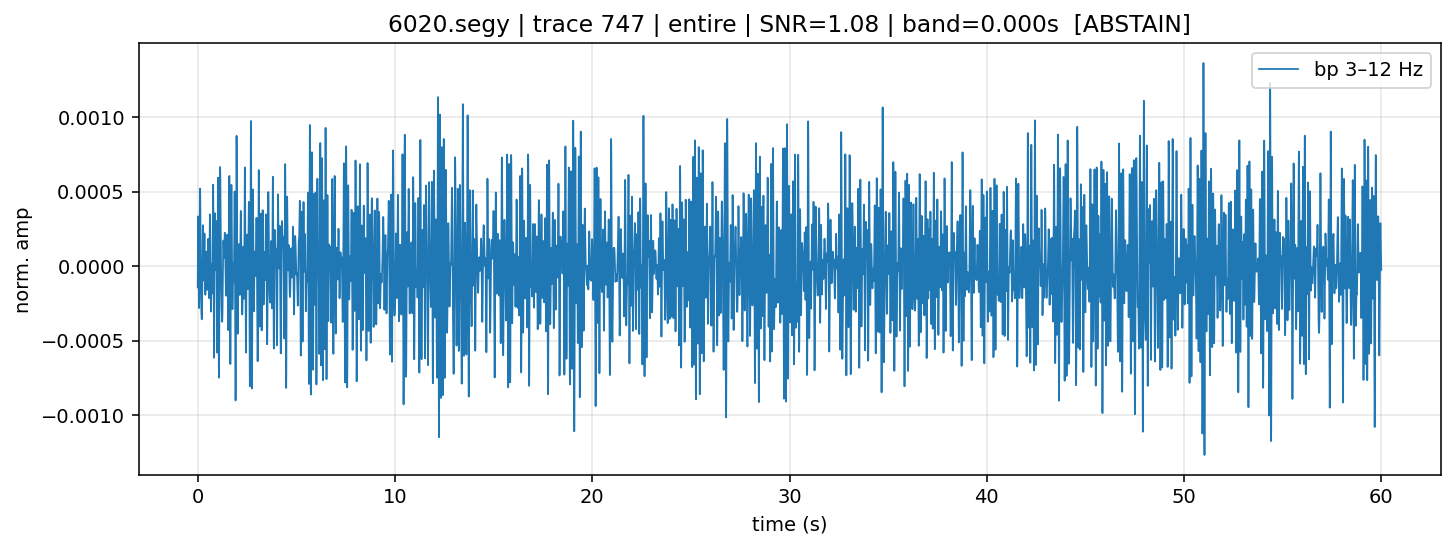 6020.segy | trace 747 | entire | SNR=1.08 | band=0.000s  [ABSTAIN]
bp 3–12 Hz
norm. amp
0.0010
0.0005
0.0000
−0.0005
−0.0010
0 10 20 30 40 50 60
time (s)